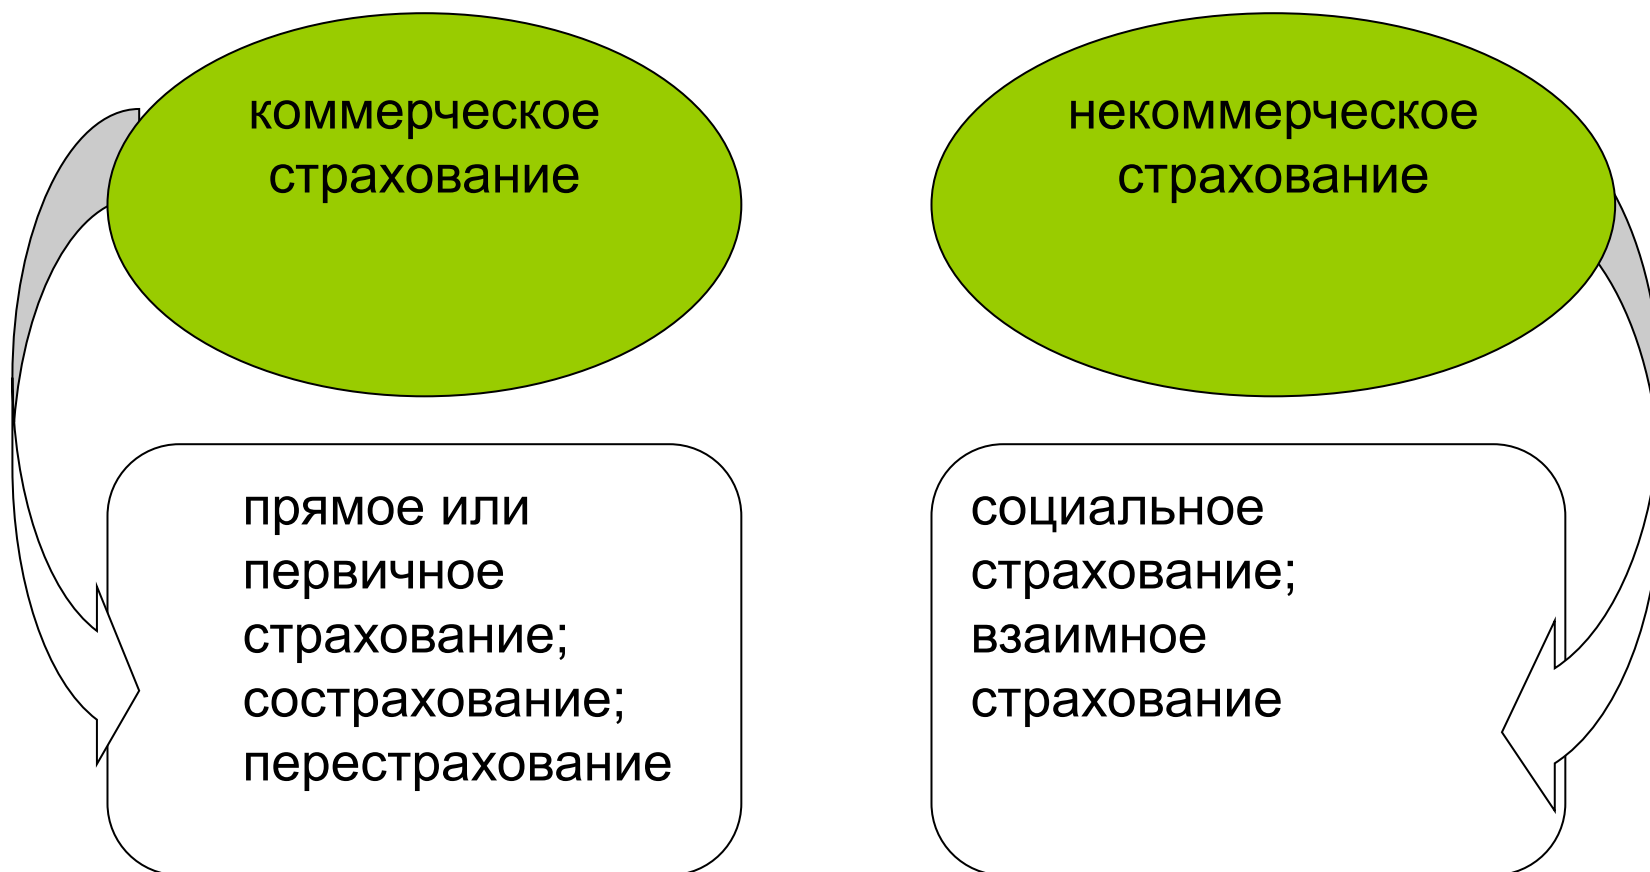 коммерческое
страхование
некоммерческое
страхование
прямое или
первичное
страхование;
сострахование;
перестрахование
социальное
страхование;
взаимное
страхование